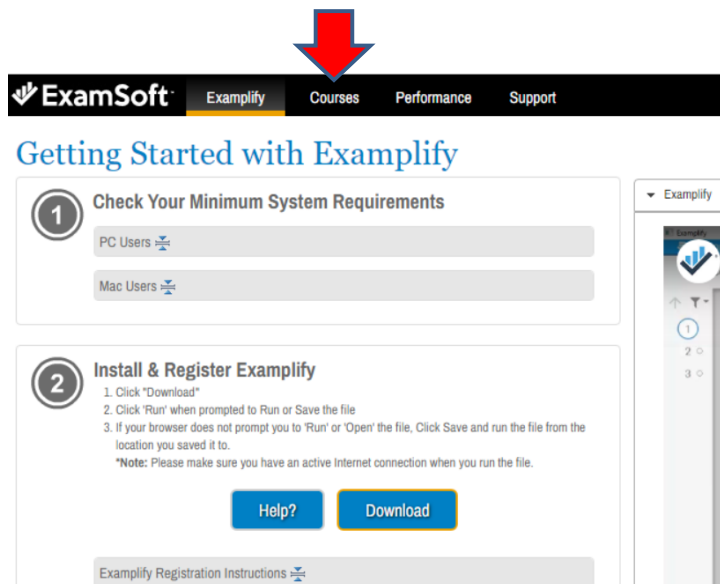 ExamSoft
Examplify
Courses
Performance
Support
Getting Started with Examplify
1
Check Your Minimum System Requirements
PC Users
Mac Users
2
Install & Register Examplify
1. Click "Download"
2. Click 'Run' when prompted to Run or Save the file
3. If your browser does not prompt you to 'Run' or 'Open' the file, Click Save and run the file from the
location you saved it to.
*Note: Please make sure you have an active Internet connection when you run the file.
Help?
Download
Examplify Registration Instructions
Examplify
Examplify
1
2
3